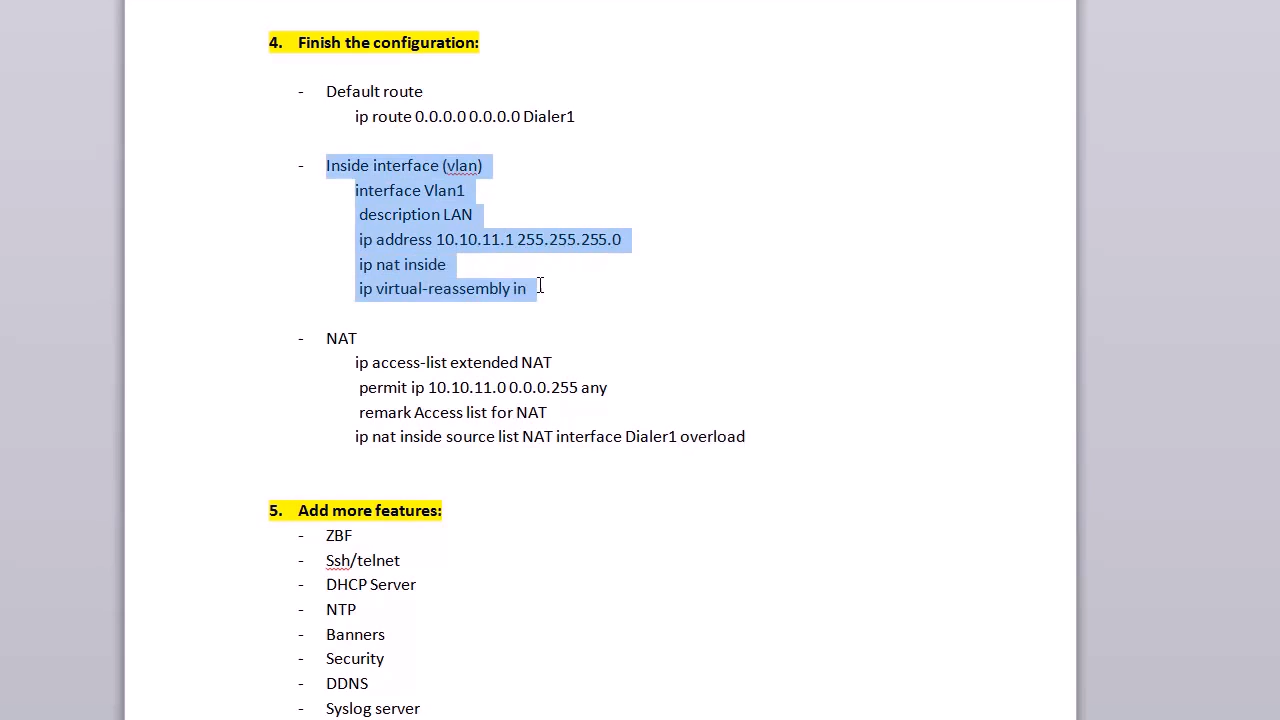 4. Finish the configuration:
- Default route
ip route 0.0.0.0 0.0.0.0 Dialer1
- Inside interface (vlan)
interface Vlan1
description LAN
ip address 10.10.11.1 255.255.255.0
ip nat inside
ip virtual-reassembly in
- NAT
ip access-list extended NAT
permit ip 10.10.11.0 0.0.0.255 any
remark Access list for NAT
ip nat inside source list NAT interface Dialer1 overload
5. Add more features:
- ZBF
- Ssh/telnet
- DHCP Server
- NTP
- Banners
- Security
- DDNS
- Syslog server